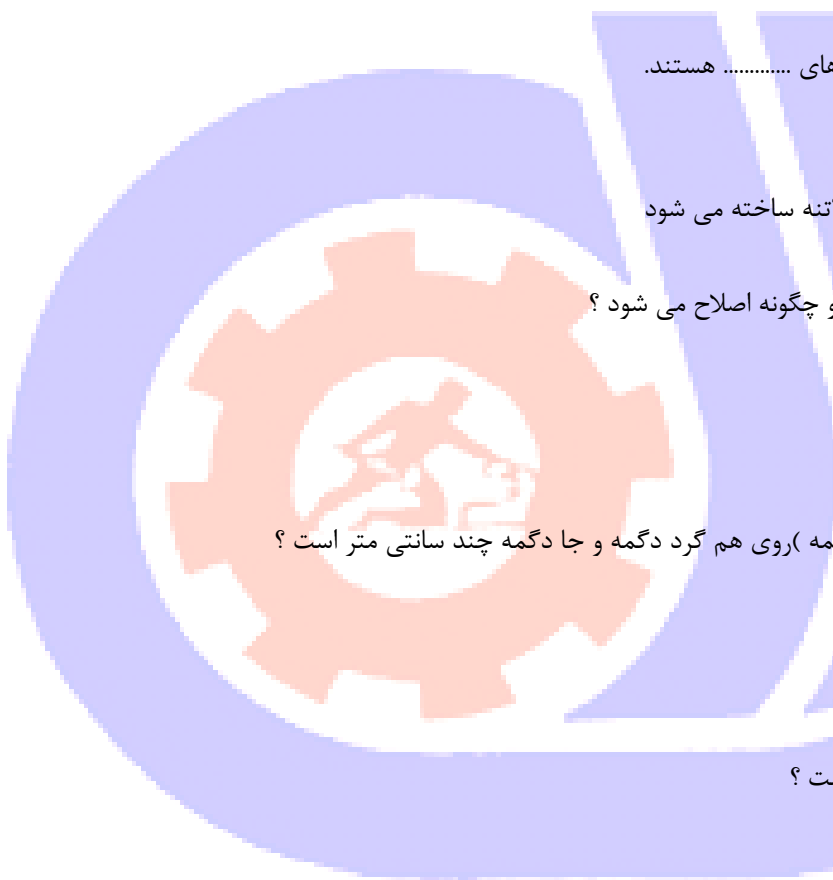 های ............ هستند.
تنه ساخته می شود
و چگونه اصلاح می شود ؟
مه )روی هم گرد دگمه و جا دگمه چند سانتی متر است ؟
ست ؟